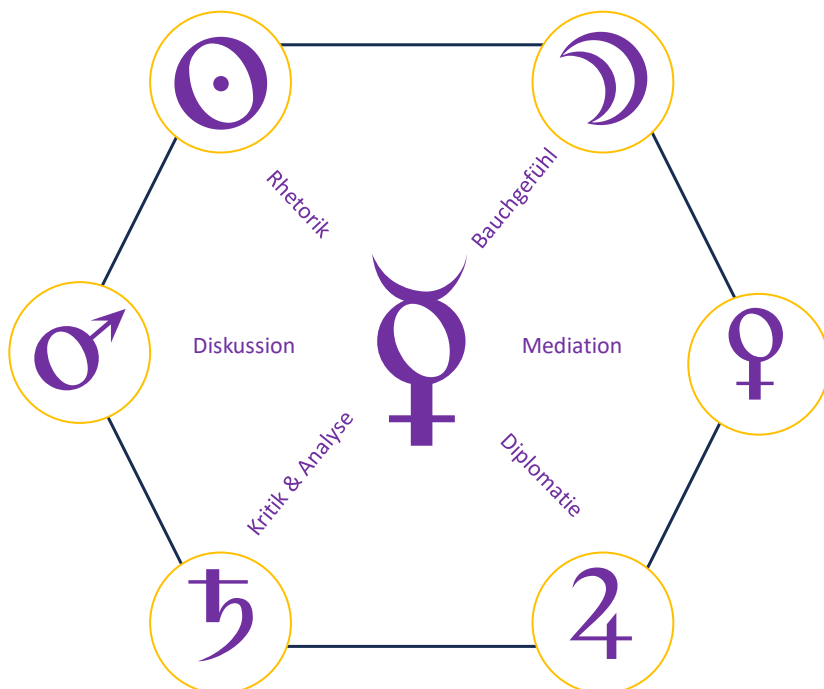 Rhetorik
Bauchgefühl
Diskussion
Mediation
Kritik & Analyse
Diplomatie